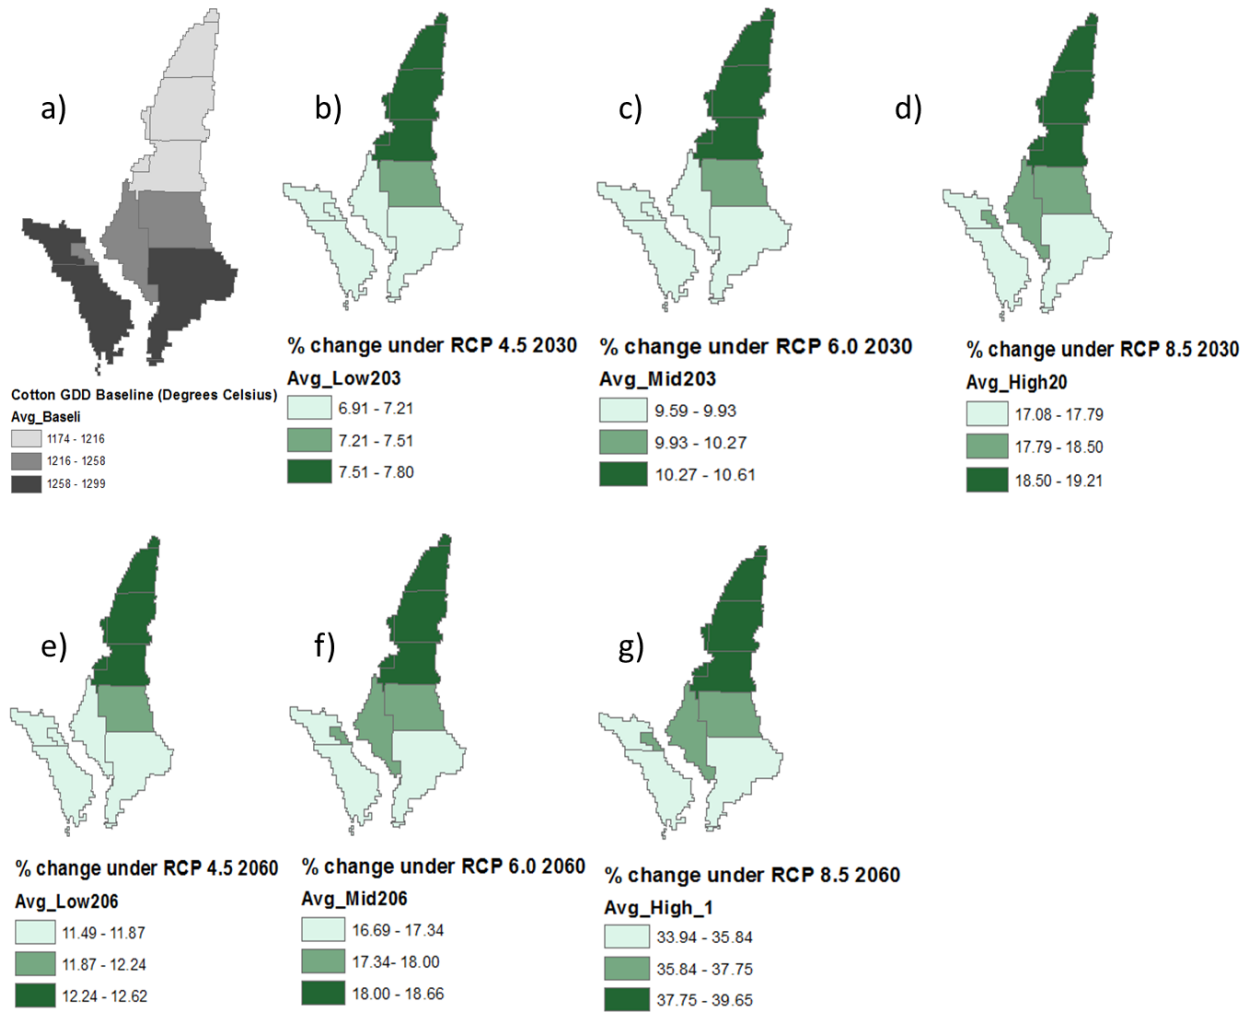 a)
b)
c)
d)
Cotton GDD Baseline (Degrees Celsius)
Avg_Baseli
1174 - 1216
1216 - 1258
1258 - 1299
% change under RCP 4.5 2030
Avg_Low203
6.91 - 7.21
7.21 - 7.51
7.51 - 7.80
% change under RCP 6.0 2030
Avg_Mid203
9.59 - 9.93
9.93 - 10.27
10.27 - 10.61
% change under RCP 8.5 2030
Avg_High20
17.08 - 17.79
17.79 - 18.50
18.50 - 19.21
e)
f)
g)
% change under RCP 4.5 2060
Avg_Low206
11.49 - 11.87
11.87 - 12.24
12.24 - 12.62
% change under RCP 6.0 2060
Avg_Mid206
16.69 - 17.34
17.34- 18.00
18.00 - 18.66
% change under RCP 8.5 2060
Avg_High_1
33.94 - 35.84
35.84 - 37.75
37.75 - 39.65